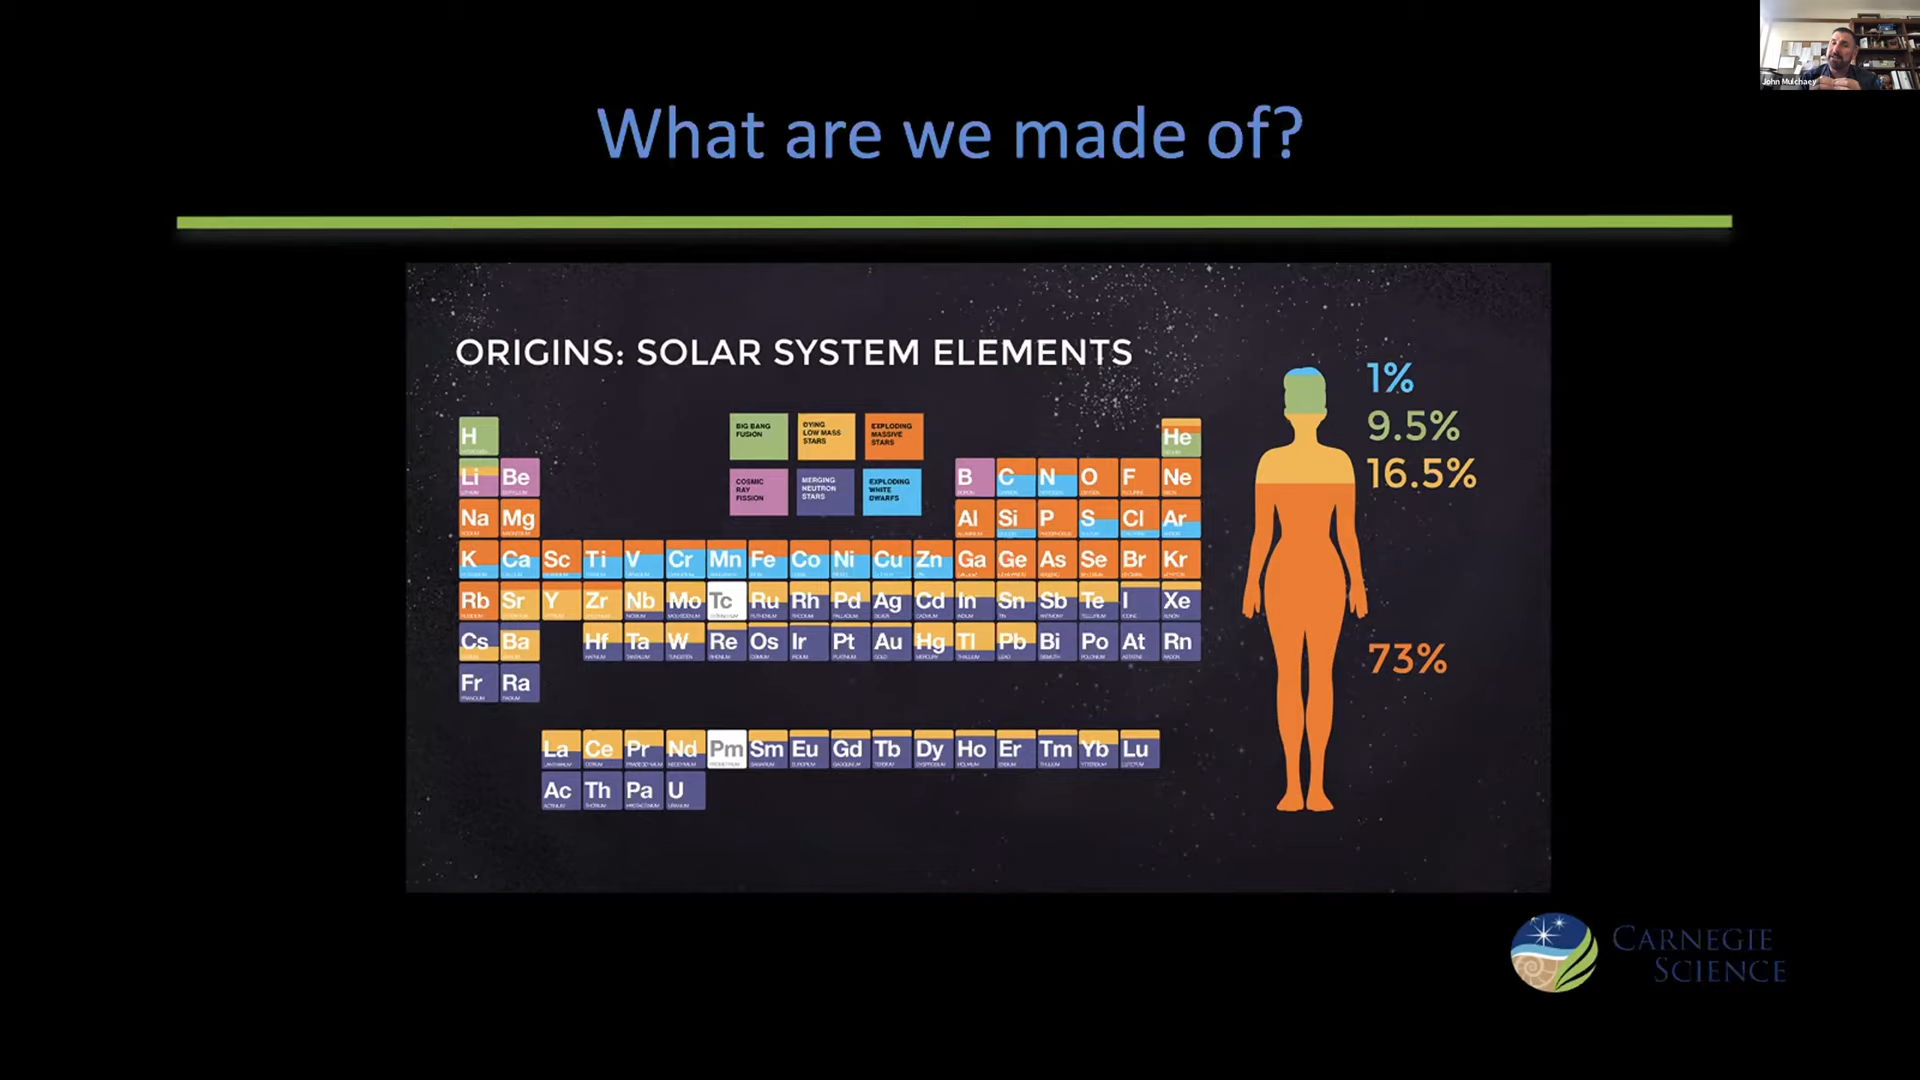 John Mulchaey
What are we made of?
ORIGINS: SOLAR SYSTEM ELEMENTS
1%
9.5%
16.5%
73%
BIG BANG
FUSION
DYING
LOW MASS
STARS
EXPLODING
MASSIVE
STARS
COSMIC
RAY
FISSION
MERGING
NEUTRON
STARS
EXPLODING
WHITE
DWARFS
H He
Li Be B C N O F Ne
Na Mg Al Si P S Cl Ar
K Ca Sc Ti V Cr Mn Fe Co Ni Cu Zn Ga Ge As Se Br Kr
Rb Sr Y Zr Nb Mo Tc Ru Rh Pd Ag Cd In Sn Sb Te I Xe
Cs Ba Hf Ta W Re Os Ir Pt Au Hg Tl Pb Bi Po At Rn
Fr Ra
La Ce Pr Nd Pm Sm Eu Gd Tb Dy Ho Er Tm Yb Lu
Ac Th Pa U
CARNEGIE
SCIENCE